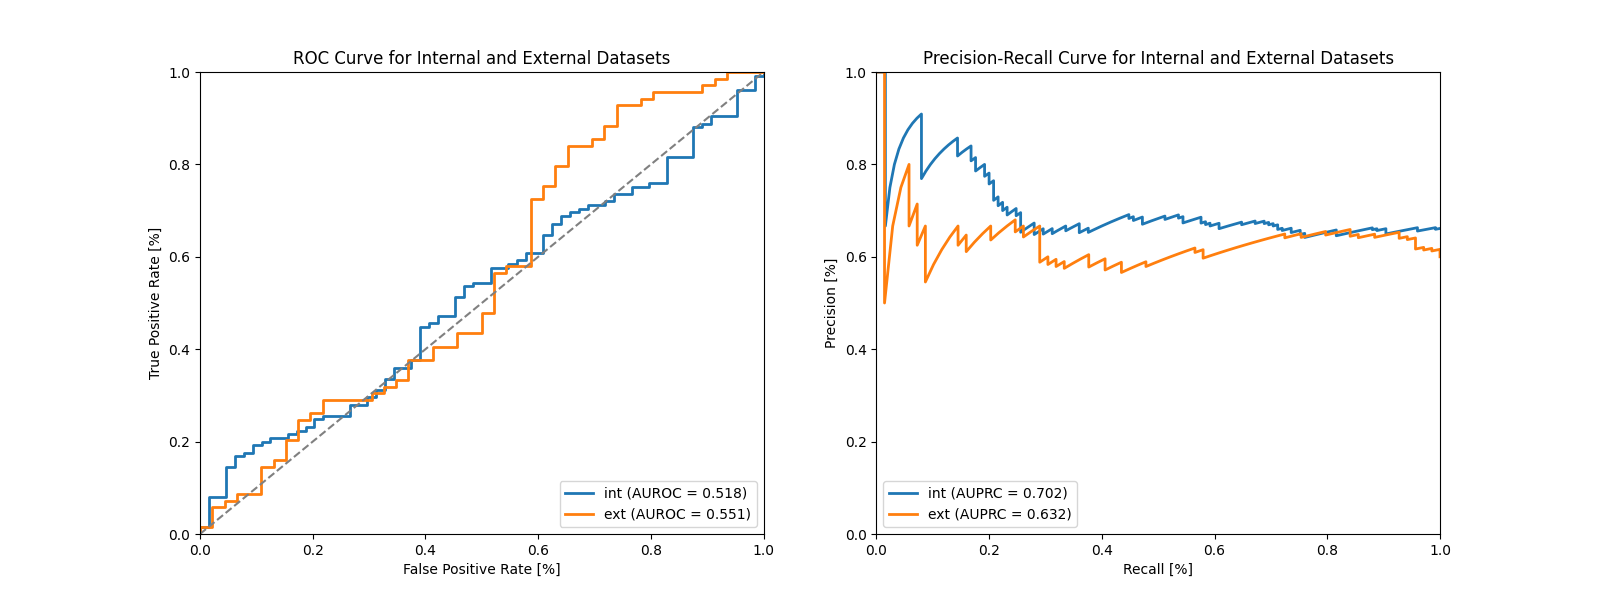 ROC Curve for Internal and External Datasets
True Positive Rate [%]
1.0
0.8
0.6
0.4
0.2
0.0
int (AUROC = 0.518)
ext (AUROC = 0.551)
0.0 0.2 0.4 0.6 0.8 1.0
False Positive Rate [%]
Precision-Recall Curve for Internal and External Datasets
Precision [%]
1.0
0.8
0.6
0.4
0.2
0.0
int (AUPRC = 0.702)
ext (AUPRC = 0.632)
0.0 0.2 0.4 0.6 0.8 1.0
Recall [%]